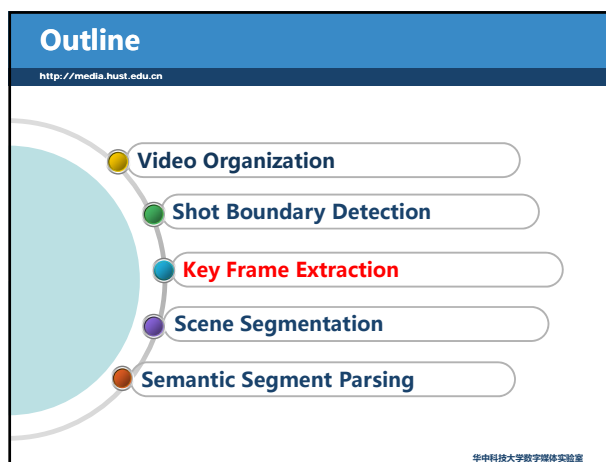 Outline
http://media.hust.edu.cn
Video Organization
Shot Boundary Detection
Key Frame Extraction
Scene Segmentation
Semantic Segment Parsing
华中科技大学数字媒体实验室